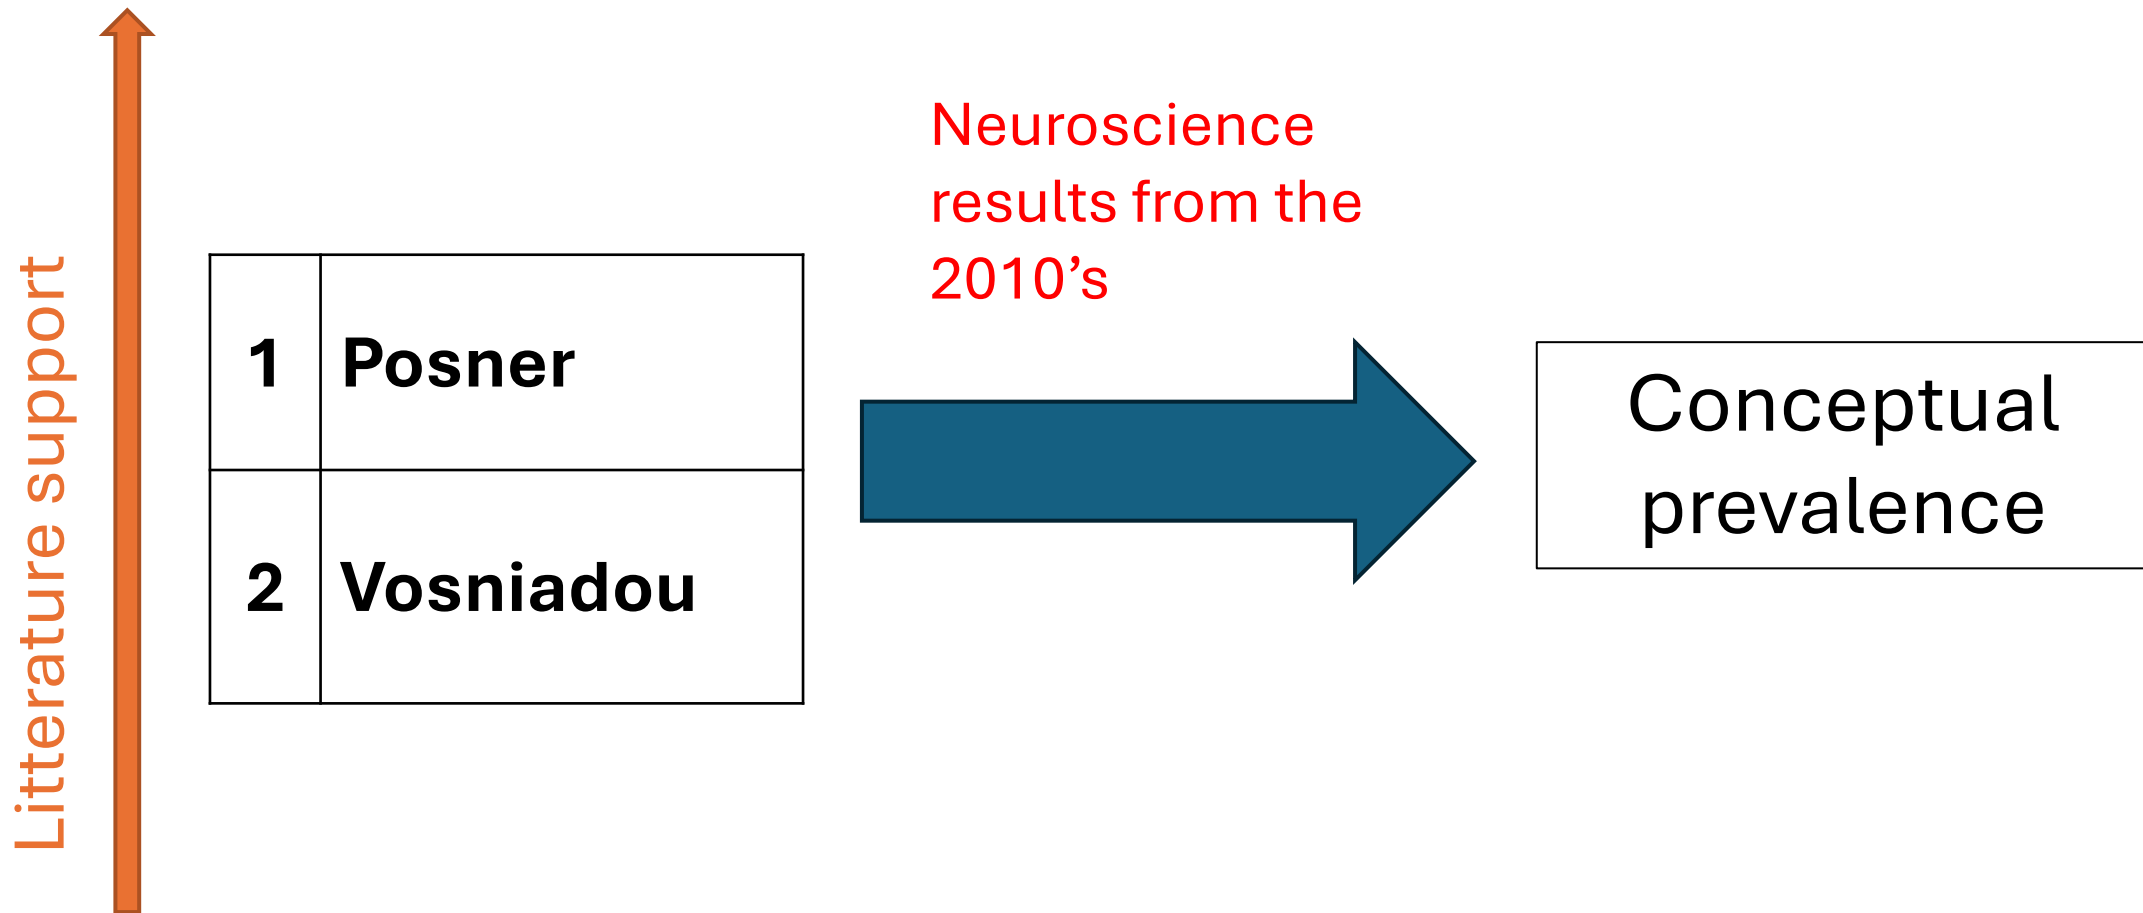 Litterature support
1 Posner
2 Vosniadou
Neuroscience
results from the
2010’s
Conceptual
prevalence